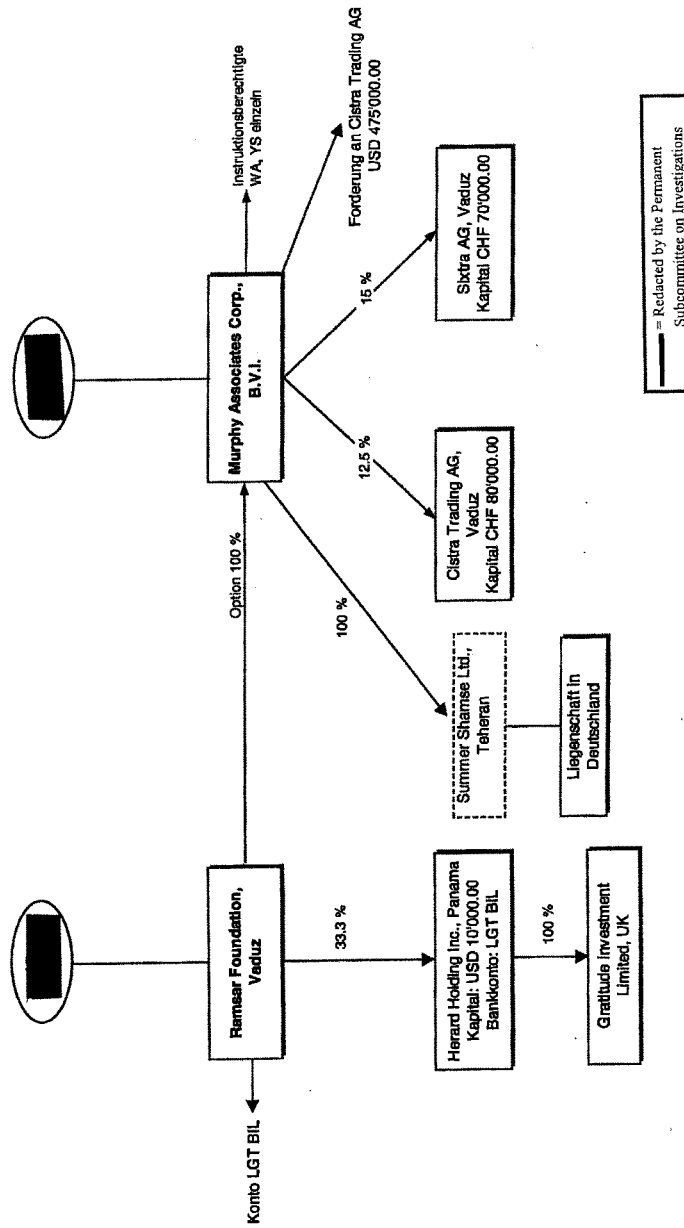 Konto LGT BIL
Ramsar Foundation,
Vaduz
Option 100 %
Murphy Associates Corp.,
B.V.I.
Instruktionsberechtigte
WA, YS einzeln
Forderung an Cistra Trading AG
USD 475'000.00
33.3 %
100 %
12.5 %
15 %
Herard Holding Inc., Panama
Kapital: USD 10'000.00
Bankkonto: LGT BIL
Summer Shamse Ltd.,
Teheran
Cistra Trading AG,
Vaduz
Kapital CHF 80'000.00
Sixtra AG, Vaduz
Kapital CHF 70'000.00
100 %
Gratitude Investment
Limited, UK
Liegenschaft in
Deutschland
= Redacted by the Permanent
Subcommittee on Investigations